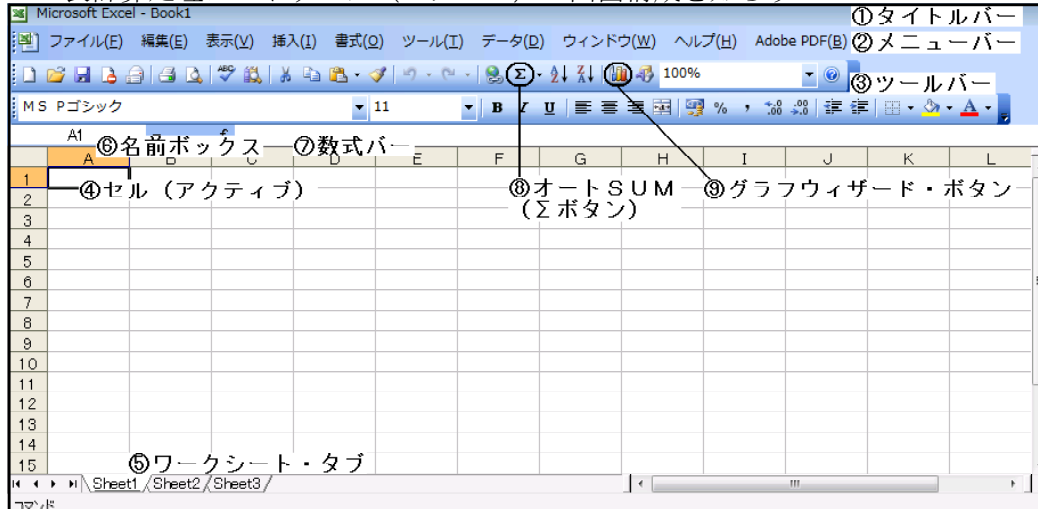 Microsoft Excel - Book1
①タイトルバー
ファイル(F) 編集(E) 表示(V) 挿入(I) 書式(O) ツール(T) データ(D) ウィンドウ(W) ヘルプ(H) Adobe PDF(B)
②メニューバー
100%
③ツールバー
MS Pゴシック 11 B I U
A1
⑥名前ボックス ⑦数式バー
A B C D E F G H I J K L
1
④セル(アクティブ) ⑧オートSUM ⑨グラフウィザード・ボタン
2
(Σボタン)
3
4
5
6
7
8
9
10
11
12
13
14
15
⑤ワークシート・タブ
Sheet1 Sheet2 Sheet3
コマンド